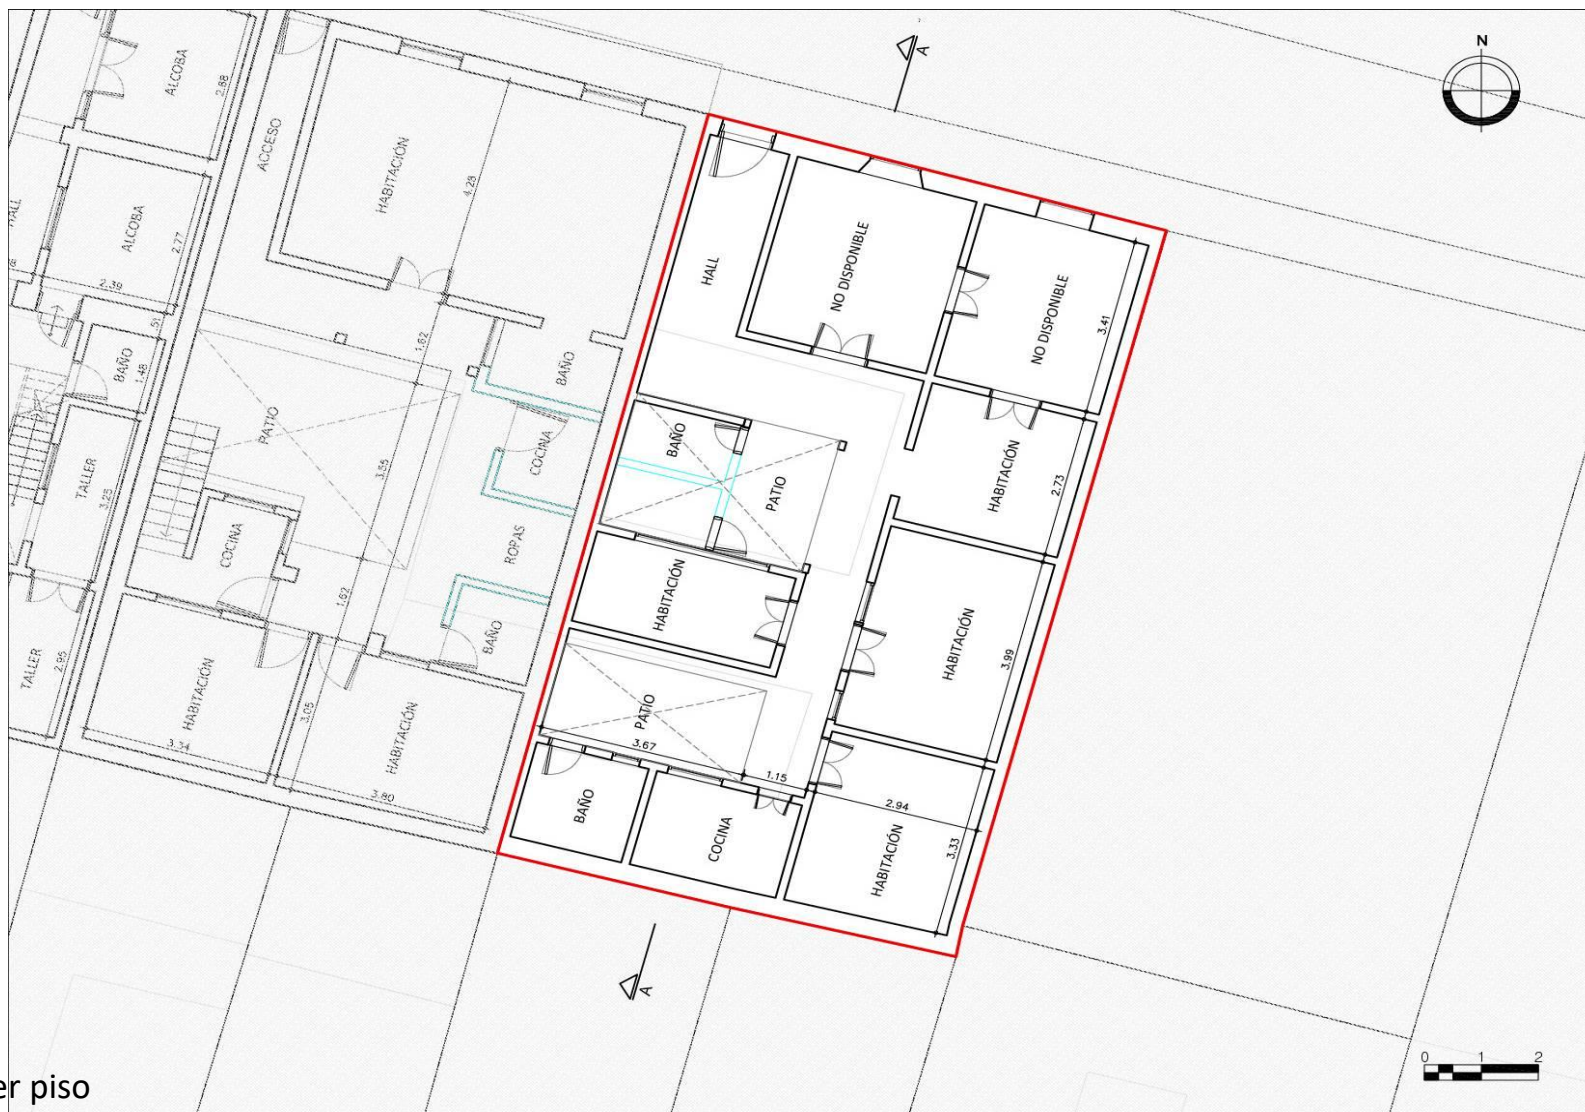 ALCOBA
2.88
ALCOBA
2.77
HALL
2.39
.51
BAÑO
1.48
TALLER
3.25
TALLER
2.95
ACCESO
HABITACIÓN
4.28
1.62
BAÑO
PATIO
3.55
COCINA
ROPAS
COCINA
1.62
BAÑO
HABITACIÓN
3.34
3.05
HABITACIÓN
3.80
A
N
HALL
NO DISPONIBLE
NO DISPONIBLE
3.41
BAÑO
PATIO
HABITACIÓN
2.73
HABITACIÓN
HABITACIÓN
3.99
PATIO
3.67
1.15
BAÑO
COCINA
2.94
HABITACIÓN
3.33
A
0 1 2
er piso